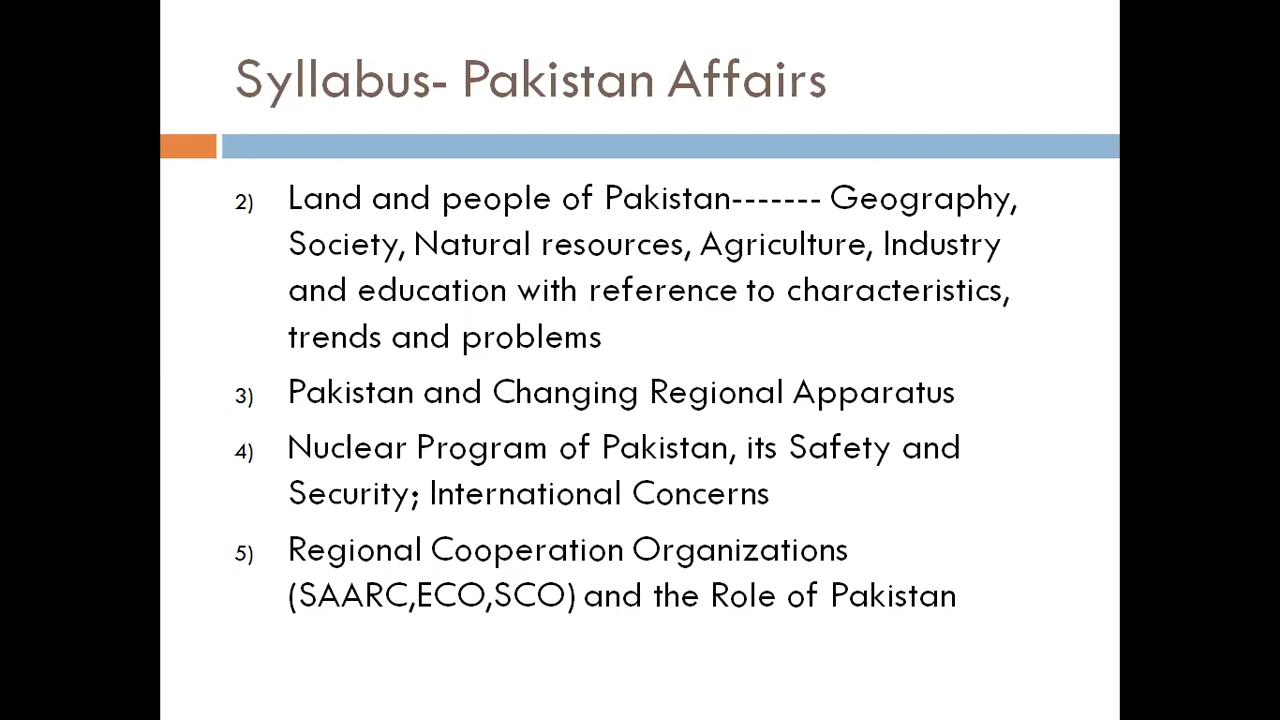 Syllabus- Pakistan Affairs
2) Land and people of Pakistan------- Geography,
Society, Natural resources, Agriculture, Industry
and education with reference to characteristics,
trends and problems
3) Pakistan and Changing Regional Apparatus
4) Nuclear Program of Pakistan, its Safety and
Security; International Concerns
5) Regional Cooperation Organizations
(SAARC,ECO,SCO) and the Role of Pakistan